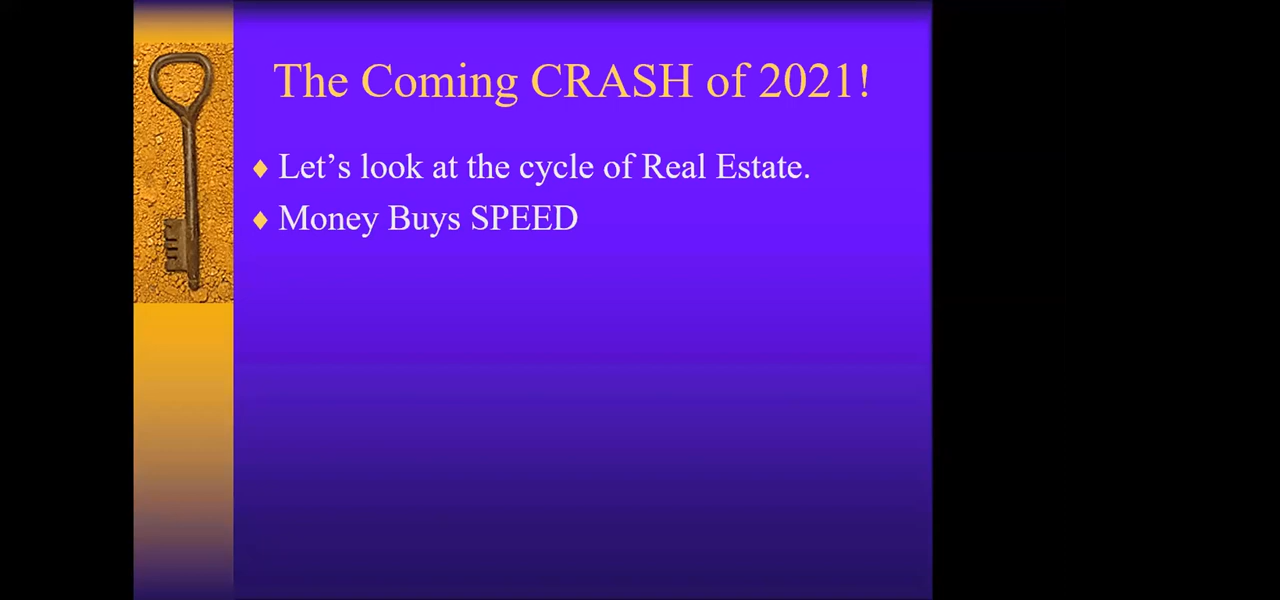 The Coming CRASH of 2021!
Let’s look at the cycle of Real Estate.
Money Buys SPEED